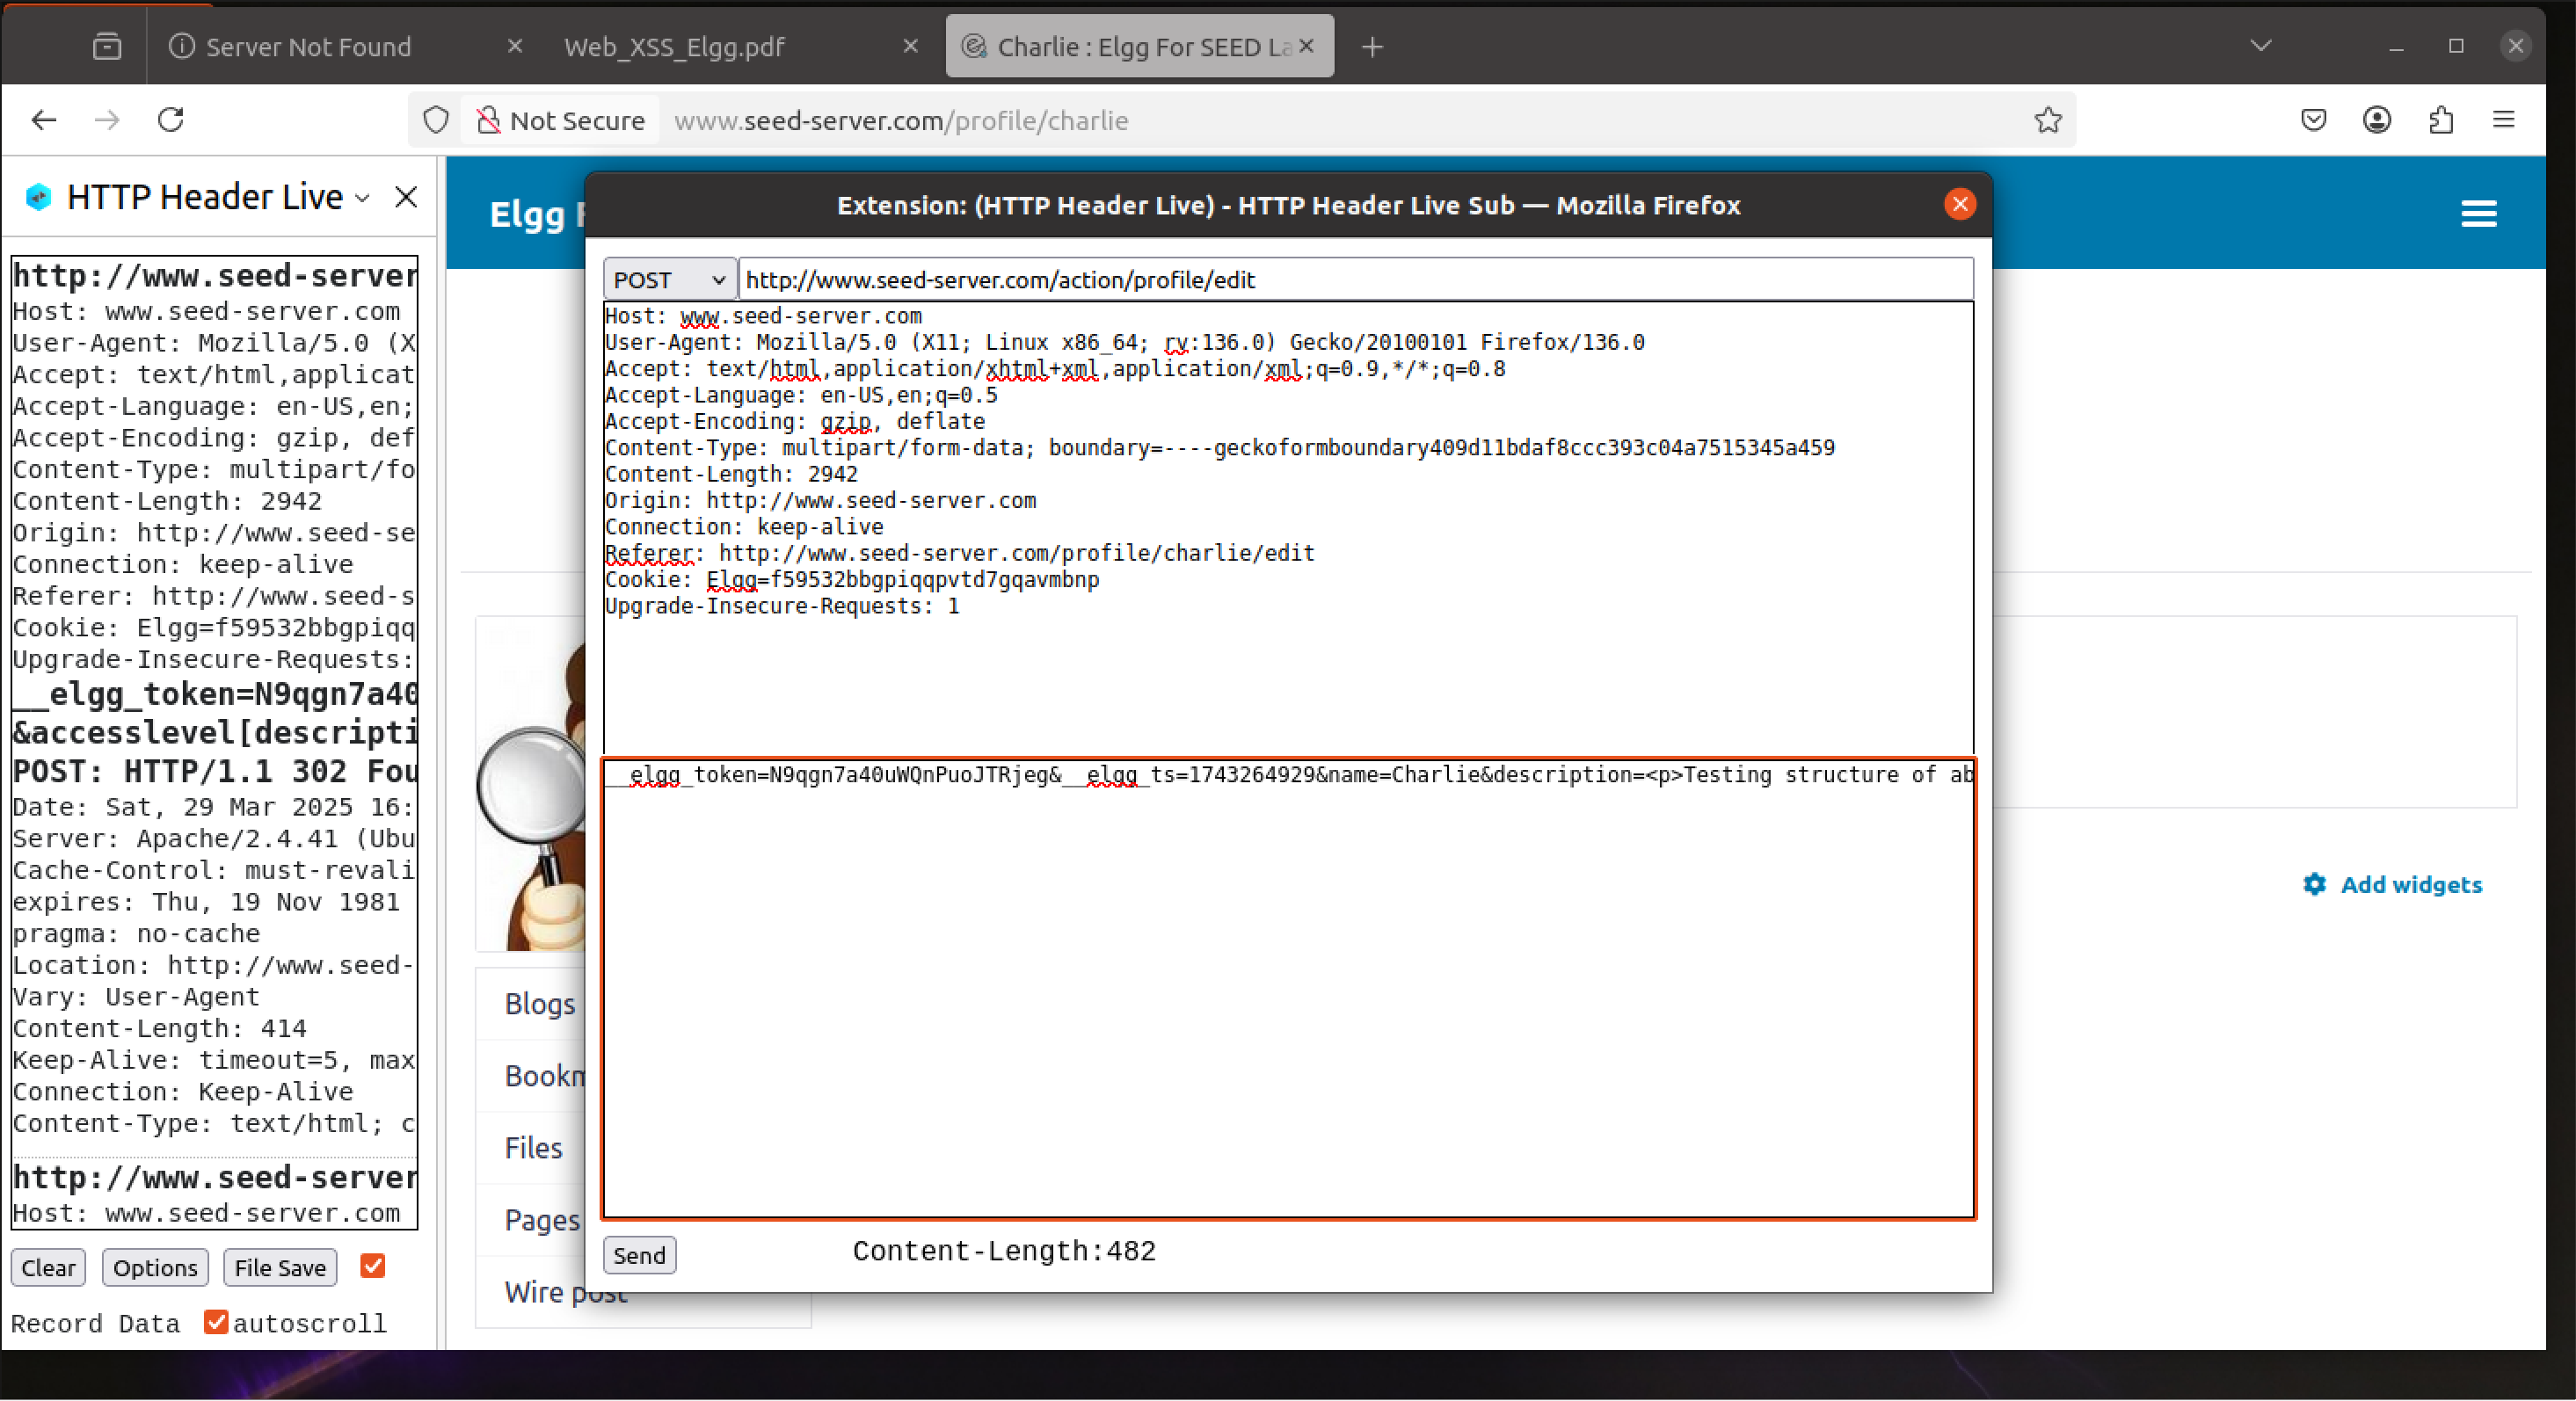 Server Not Found
Web_XSS_Elgg.pdf
Charlie : Elgg For SEED La
Not Secure www.seed-server.com/profile/charlie
HTTP Header Live
http://www.seed-server
Host: www.seed-server.com
User-Agent: Mozilla/5.0 (X
Accept: text/html,applicat
Accept-Language: en-US,en;
Accept-Encoding: gzip, def
Content-Type: multipart/fo
Content-Length: 2942
Origin: http://www.seed-se
Connection: keep-alive
Referer: http://www.seed-s
Cookie: Elgg=f59532bbgpiqq
Upgrade-Insecure-Requests:
__elgg_token=N9qgn7a40
&accesslevel[descripti
POST: HTTP/1.1 302 Fou
Date: Sat, 29 Mar 2025 16:
Server: Apache/2.4.41 (Ubu
Cache-Control: must-revali
expires: Thu, 19 Nov 1981
pragma: no-cache
Location: http://www.seed-
Vary: User-Agent
Content-Length: 414
Keep-Alive: timeout=5, max
Connection: Keep-Alive
Content-Type: text/html; c
http://www.seed-server
Host: www.seed-server.com
Clear Options File Save
Record Data autoscroll
Elgg F
Extension: (HTTP Header Live) - HTTP Header Live Sub — Mozilla Firefox
POST http://www.seed-server.com/action/profile/edit
Host: www.seed-server.com
User-Agent: Mozilla/5.0 (X11; Linux x86_64; rv:136.0) Gecko/20100101 Firefox/136.0
Accept: text/html,application/xhtml+xml,application/xml;q=0.9,*/*;q=0.8
Accept-Language: en-US,en;q=0.5
Accept-Encoding: gzip, deflate
Content-Type: multipart/form-data; boundary=----geckoformboundary409d11bdaf8ccc393c04a7515345a459
Content-Length: 2942
Origin: http://www.seed-server.com
Connection: keep-alive
Referer: http://www.seed-server.com/profile/charlie/edit
Cookie: Elgg=f59532bbgpiqqpvtd7gqavmbnp
Upgrade-Insecure-Requests: 1
__elgg_token=N9qgn7a40uWQnPuoJTRjeg&__elgg_ts=1743264929&name=Charlie&description=<p>Testing structure of ab
Send Content-Length:482
Blogs
Bookm
Files
Pages
Wire post
Add widgets